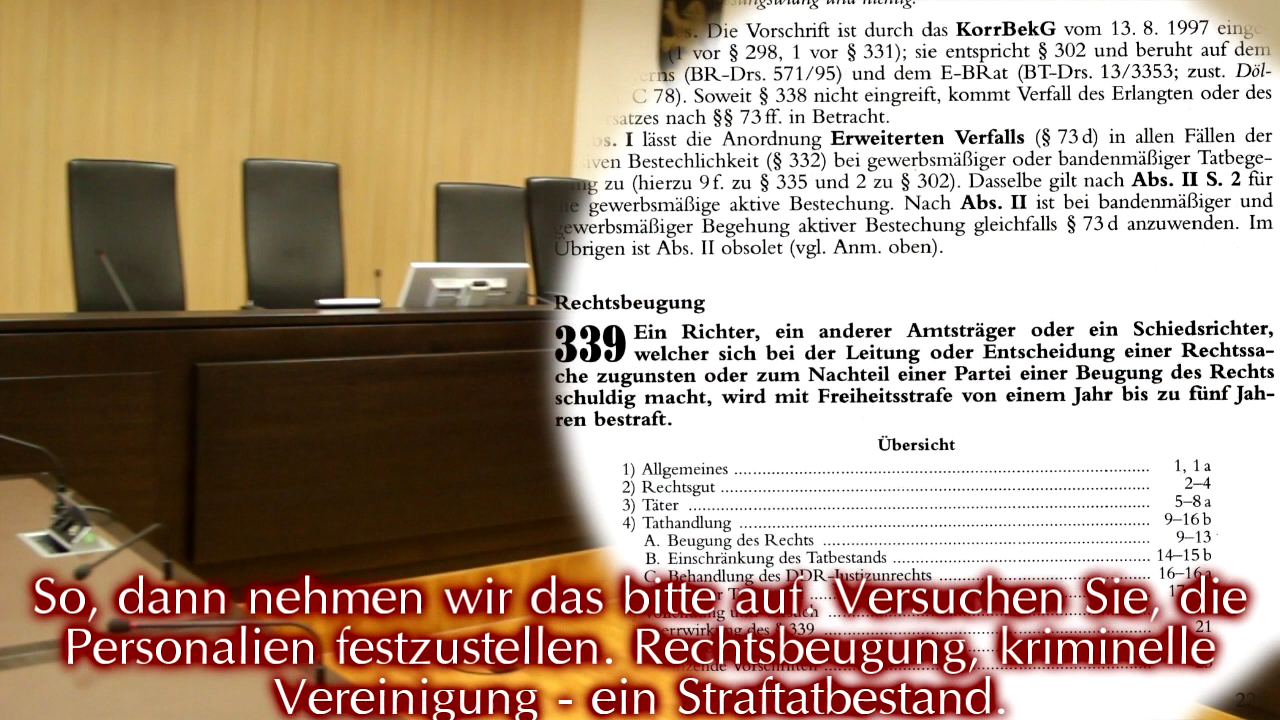 Die Vorschrift ist durch das KorrBekG vom 13. 8. 1997
(1 vor § 298, 1 vor § 331); sie entspricht § 302 und beruht auf dem
(BR-Drs. 571/95) und dem E-BRat (BT-Drs. 13/3353; zust. Döl-
C 78). Soweit § 338 nicht eingreift, kommt Verfall des Erlangten oder des
nach §§ 73 ff. in Betracht.
I lässt die Anordnung Erweiterten Verfalls (§ 73 d) in allen Fällen der
Bestechlichkeit (§ 332) bei gewerbsmäßiger oder bandenmäßiger Tatbege-
zu (hierzu 9 f. zu § 335 und 2 zu § 302). Dasselbe gilt nach Abs. II S. 2 für
gewerbsmäßige aktive Bestechung. Nach Abs. II ist bei bandenmäßiger und
gewerbsmäßiger Begehung aktiver Bestechung gleichfalls § 73 d anzuwenden. Im
Übrigen ist Abs. II obsolet (vgl. Anm. oben).
Rechtsbeugung
339 Ein Richter, ein anderer Amtsträger oder ein Schiedsrichter,
welcher sich bei der Leitung oder Entscheidung einer Rechtssa-
che zugunsten oder zum Nachteil einer Partei einer Beugung des Rechts
schuldig macht, wird mit Freiheitsstrafe von einem Jahr bis zu fünf Jah-
ren bestraft.
Übersicht
1) Allgemeines 1, 1 a
2) Rechtsgut 2–4
3) Täter 5–8 a
4) Tathandlung 9–16 b
A. Beugung des Rechts 9–13
B. Einschränkung des Tatbestands 14–15 b
C. Behandlung des DDR-Justizunrechts 16–16 a
§ 339 21
So, dann nehmen wir das bitte auf. Versuchen Sie, die
Personalien festzustellen. Rechtsbeugung, kriminelle
Vereinigung - ein Straftatbestand.